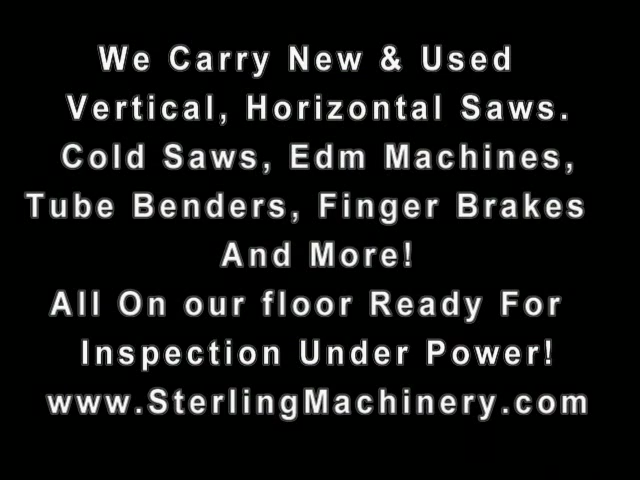 We Carry New & Used
Vertical, Horizontal Saws.
Cold Saws, Edm Machines,
Tube Benders, Finger Brakes
And More!
All On our floor Ready For
Inspection Under Power!
www.SterlingMachinery.com